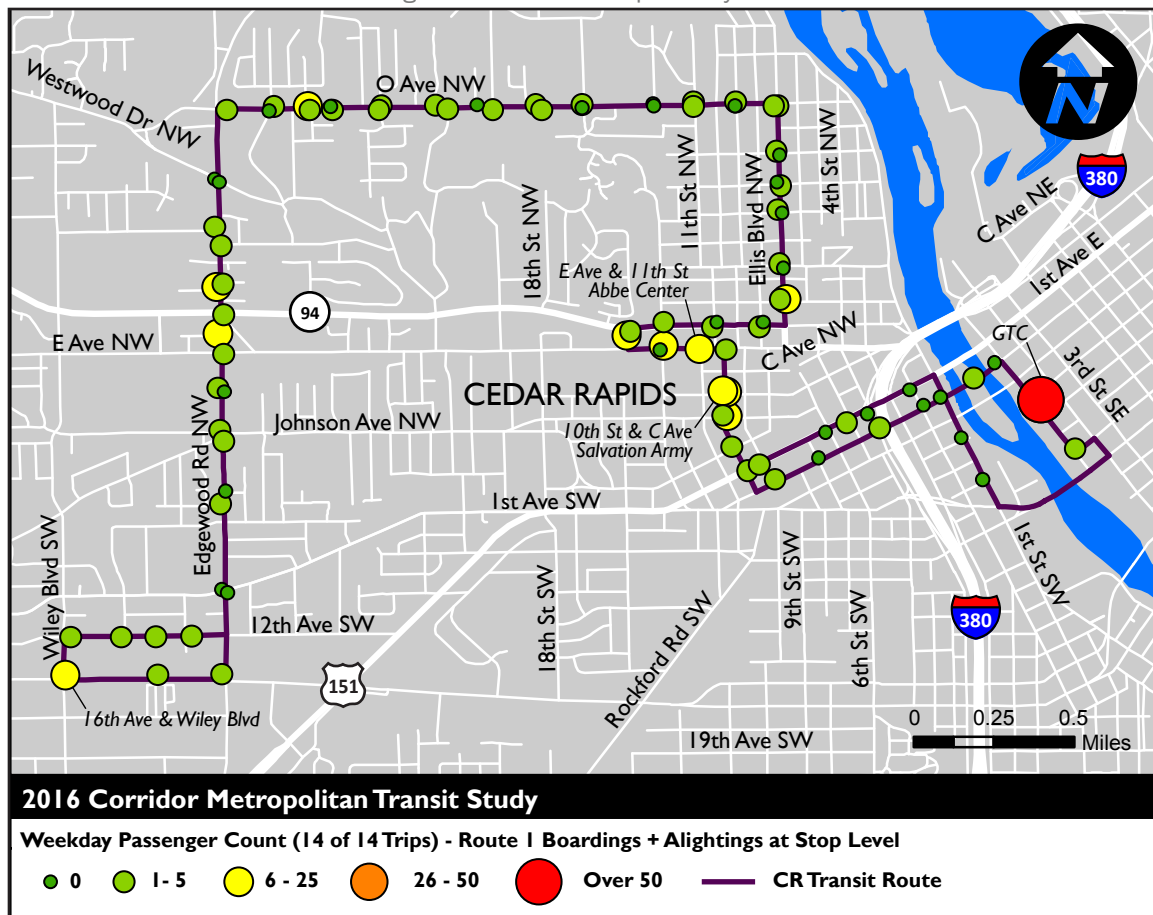 Westwood Dr NW
O Ave NW
380
C Ave NE
4th St NW
11th St NW
Ellis Blvd NW
18th St NW
1st Ave E
E Ave & 11th St
Abbe Center
94
GTC
E Ave NW
C Ave NW
3rd St SE
CEDAR RAPIDS
Johnson Ave NW
10th St & C Ave
Salvation Army
Edgewood Rd NW
1st Ave SW
1st St SW
Wiley Blvd SW
9th St SW
18th St SW
6th St SW
Rockford Rd SW
380
12th Ave SW
151
16th Ave & Wiley Blvd
0 0.25 0.5
Miles
19th Ave SW
2016 Corridor Metropolitan Transit Study
Weekday Passenger Count (14 of 14 Trips) - Route 1 Boardings + Alightings at Stop Level
0 1- 5 6 - 25 26 - 50 Over 50 CR Transit Route